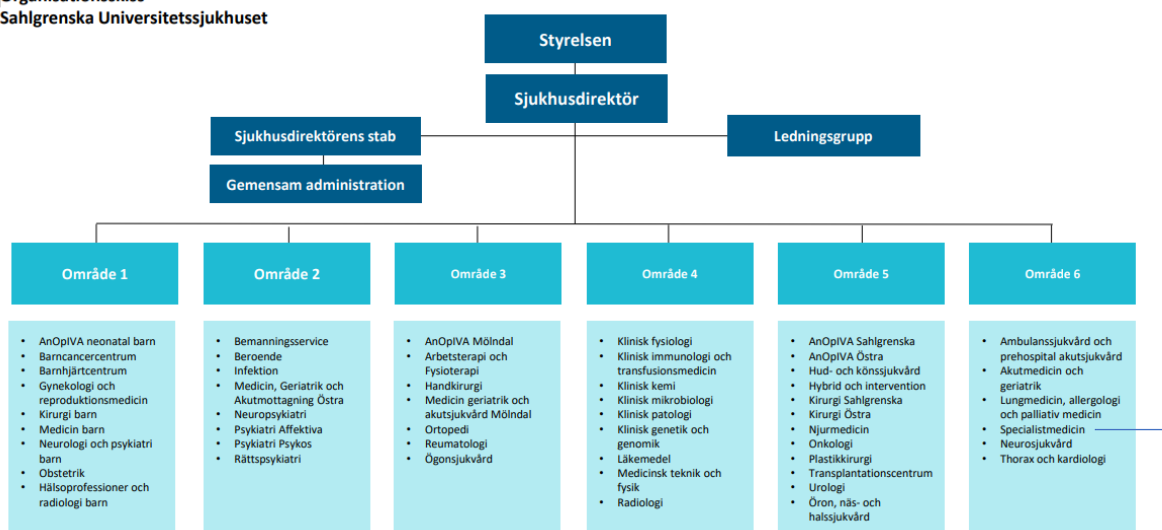 Organisationsskiss
Sahlgrenska Universitetssjukhuset
Styrelsen
Sjukhusdirektör
Sjukhusdirektörens stab
Ledningsgrupp
Gemensam administration
Område 1
Område 2
Område 3
Område 4
Område 5
Område 6
• AnOpIVA neonatal barn
• Barncancercentrum
• Barnhjärtcentrum
• Gynekologi och
reproduktionsmedicin
• Kirurgi barn
• Medicin barn
• Neurologi och psykiatri
barn
• Obstetrik
• Hälsoprofessioner och
radiologi barn
• Bemanningsservice
• Beroende
• Infektion
• Medicin, Geriatrik och
Akutmottagning Östra
• Neuropsykiatri
• Psykiatri Affektiva
• Psykiatri Psykos
• Rättspsykiatri
• AnOpIVA Mölndal
• Arbetsterapi och
Fysioterapi
• Handkirurgi
• Medicin geriatrik och
akutsjukvård Mölndal
• Ortopedi
• Reumatologi
• Ögonsjukvård
• Klinisk fysiologi
• Klinisk immunologi och
transfusionsmedicin
• Klinisk kemi
• Klinisk mikrobiologi
• Klinisk patologi
• Klinisk genetik och
genomik
• Läkemedel
• Medicinsk teknik och
fysik
• Radiologi
• AnOpIVA Sahlgrenska
• AnOpIVA Östra
• Hud- och könssjukvård
• Hybrid och intervention
• Kirurgi Sahlgrenska
• Kirurgi Östra
• Njurmedicin
• Onkologi
• Plastikkirurgi
• Transplantationscentrum
• Urologi
• Öron, näs- och
halssjukvård
• Ambulanssjukvård och
prehospital akutsjukvård
• Akutmedicin och
geriatrik
• Lungmedicin, allergologi
och palliativ medicin
• Specialistmedicin
• Neurosjukvård
• Thorax och kardiologi